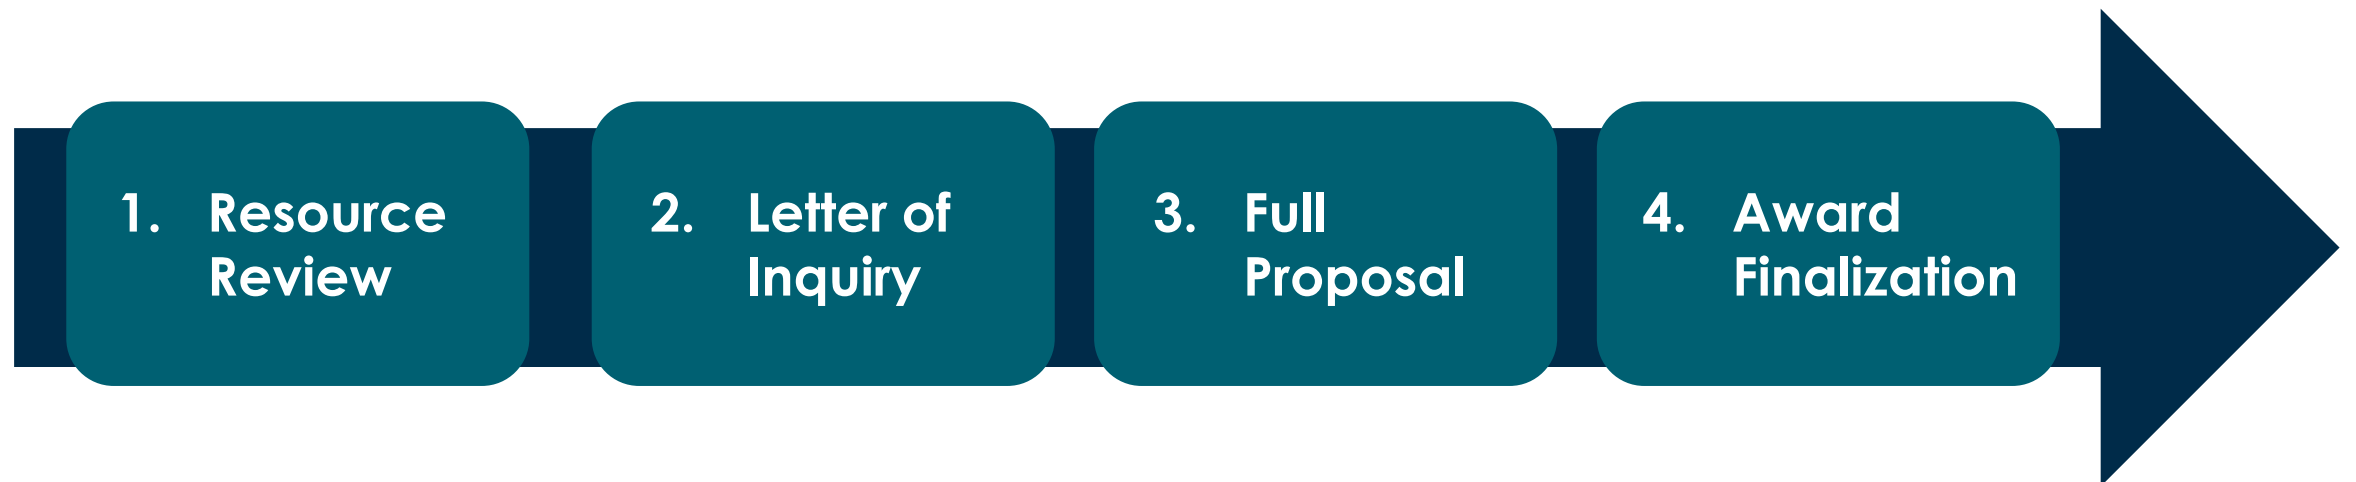 1. Resource
Review
2. Letter of
Inquiry
3. Full
Proposal
4. Award
Finalization